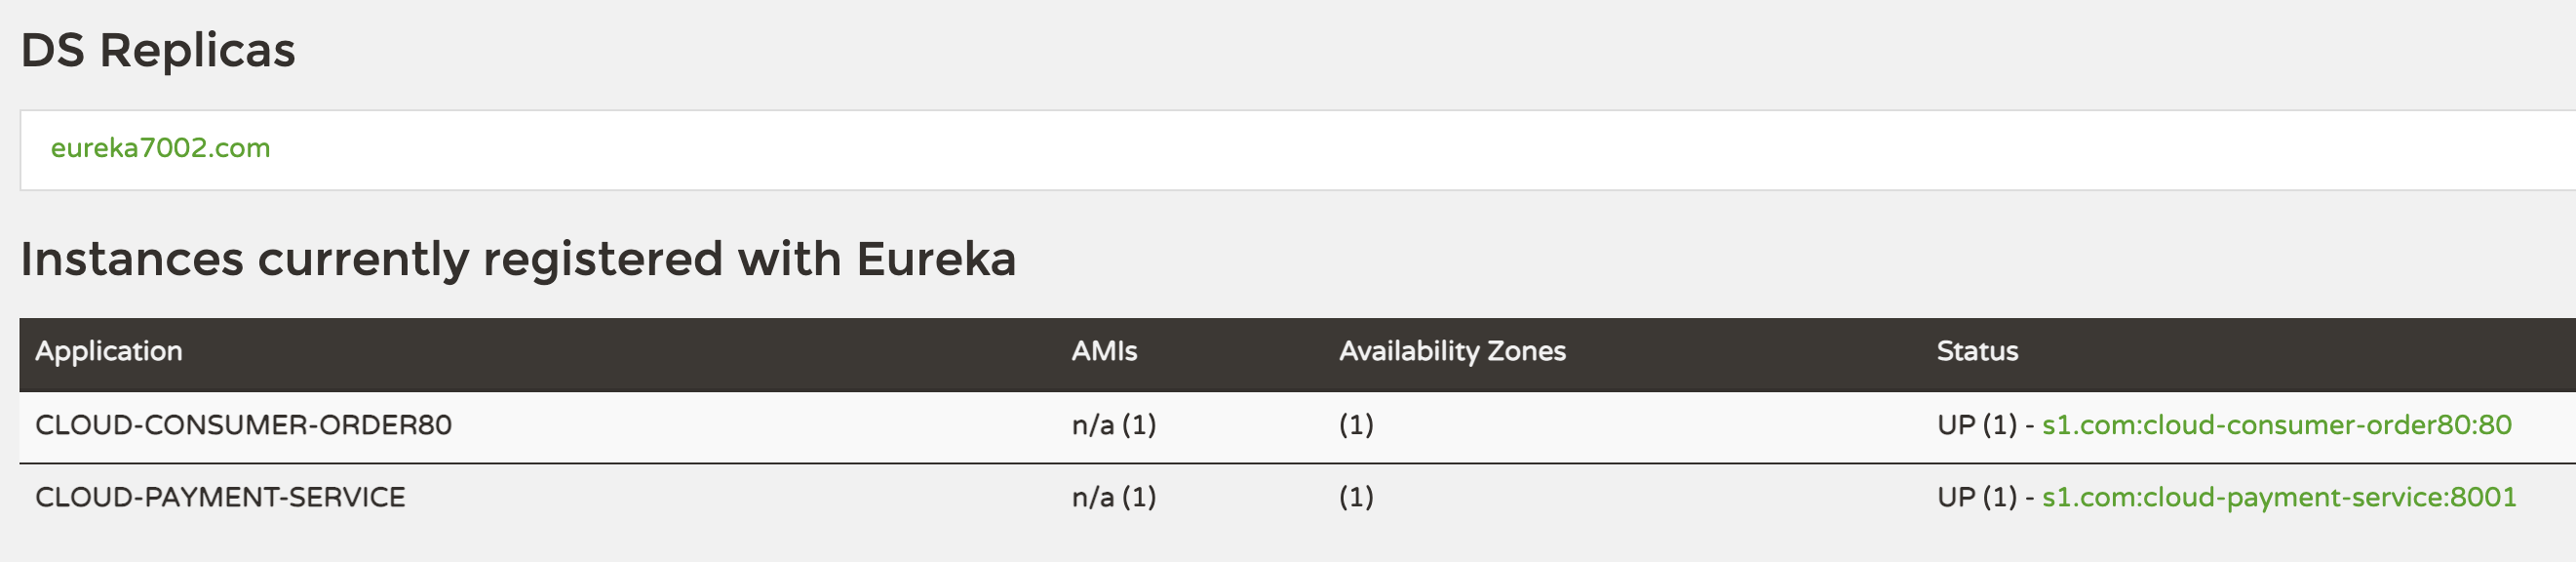 DS Replicas
eureka7002.com
Instances currently registered with Eureka
Application AMIs Availability Zones Status
CLOUD-CONSUMER-ORDER80 n/a (1) (1) UP (1) - s1.com:cloud-consumer-order80:80
CLOUD-PAYMENT-SERVICE n/a (1) (1) UP (1) - s1.com:cloud-payment-service:8001